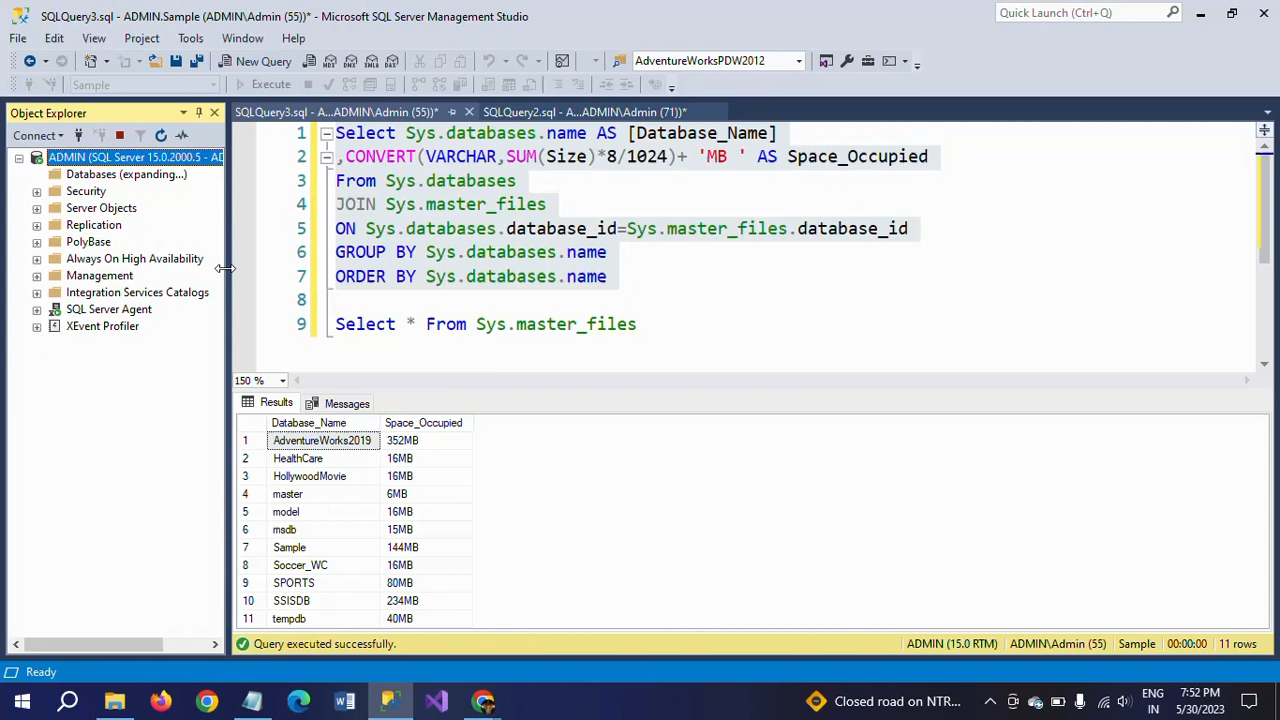 SQLQuery3.sql - ADMIN.Sample (ADMIN\Admin (55))* - Microsoft SQL Server Management Studio
Quick Launch (Ctrl+Q)
File Edit View Project Tools Window Help
New Query
MDX DMX XMLA DAX
AdventureWorksPDW2012
Sample
Execute
Object Explorer
SQLQuery3.sql - A...ADMIN\Admin (55))*
SQLQuery2.sql - A...ADMIN\Admin (71))*
Connect
ADMIN (SQL Server 15.0.2000.5 - AD
Databases (expanding...)
Security
Server Objects
Replication
PolyBase
Always On High Availability
Management
Integration Services Catalogs
SQL Server Agent
XEvent Profiler
1 Select Sys.databases.name AS [Database_Name]
2 ,CONVERT(VARCHAR,SUM(Size)*8/1024)+ 'MB ' AS Space_Occupied
3 From Sys.databases
4 JOIN Sys.master_files
5 ON Sys.databases.database_id=Sys.master_files.database_id
6 GROUP BY Sys.databases.name
7 ORDER BY Sys.databases.name
8
9 Select * From Sys.master_files
150 %
Results Messages
Database_Name Space_Occupied
1 AdventureWorks2019 352MB
2 HealthCare 16MB
3 HollywoodMovie 16MB
4 master 6MB
5 model 16MB
6 msdb 15MB
7 Sample 144MB
8 Soccer_WC 16MB
9 SPORTS 80MB
10 SSISDB 234MB
11 tempdb 40MB
Query executed successfully.
ADMIN (15.0 RTM) ADMIN\Admin (55) Sample 00:00:00 11 rows
Ready
Closed road on NTR...
ENG
IN
7:52 PM
5/30/2023